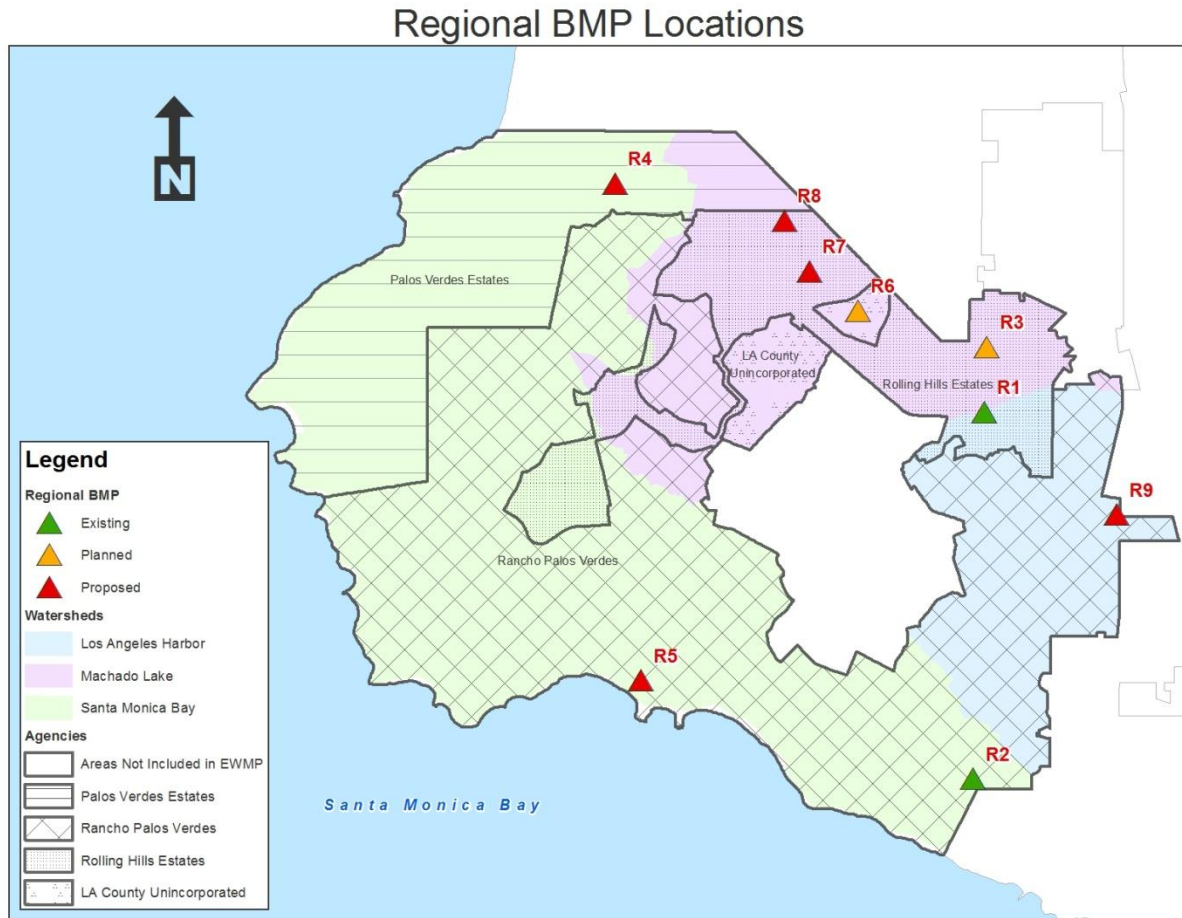 Regional BMP Locations
N
R4
R8
R7
Palos Verdes Estates
R6
R3
LA County
Unincorporated
Rolling Hills Estates
R1
R9
Rancho Palos Verdes
R5
R2
Santa Monica Bay
Legend
Regional BMP
Existing
Planned
Proposed
Watersheds
Los Angeles Harbor
Machado Lake
Santa Monica Bay
Agencies
Areas Not Included in EWMP
Palos Verdes Estates
Rancho Palos Verdes
Rolling Hills Estates
LA County Unincorporated